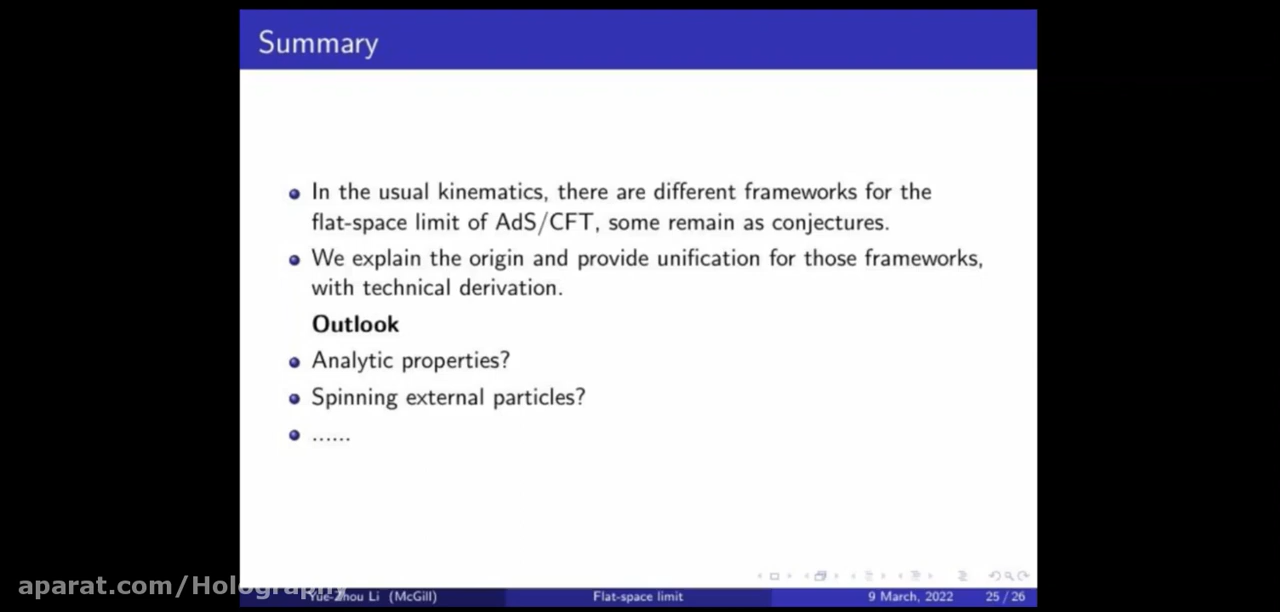 Summary
In the usual kinematics, there are different frameworks for the
flat-space limit of AdS/CFT, some remain as conjectures.
We explain the origin and provide unification for those frameworks,
with technical derivation.
Outlook
Analytic properties?
Spinning external particles?
......
aparat.com/Holography
Yue-Zhou Li (McGill)
Flat-space limit
9 March, 2022
25 / 26